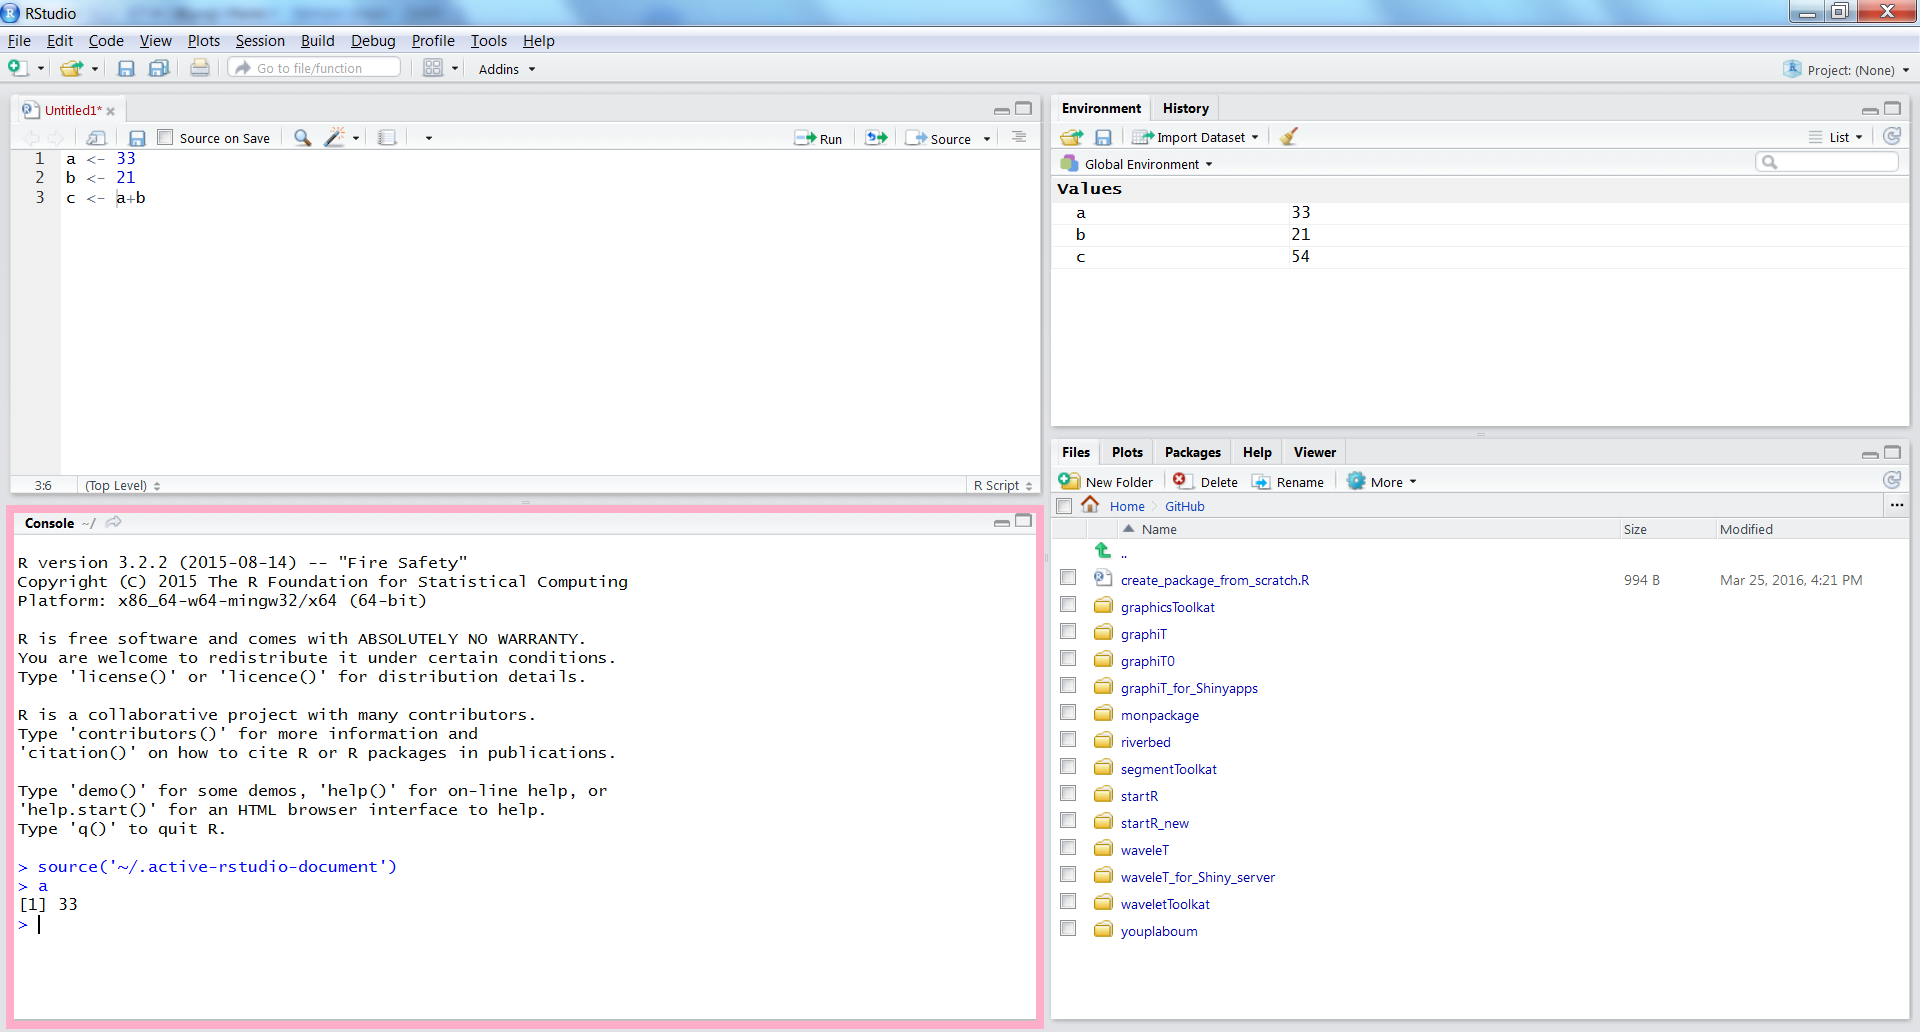 RStudio
File Edit Code View Plots Session Build Debug Profile Tools Help
Go to file/function Addins Project: (None)
Untitled1*
Source on Save Run Source
1 a <- 33
2 b <- 21
3 c <- a+b
3:6 (Top Level) R Script
Console ~/
R version 3.2.2 (2015-08-14) -- "Fire Safety"
Copyright (C) 2015 The R Foundation for Statistical Computing
Platform: x86_64-w64-mingw32/x64 (64-bit)
R is free software and comes with ABSOLUTELY NO WARRANTY.
You are welcome to redistribute it under certain conditions.
Type 'license()' or 'licence()' for distribution details.
R is a collaborative project with many contributors.
Type 'contributors()' for more information and
'citation()' on how to cite R or R packages in publications.
Type 'demo()' for some demos, 'help()' for on-line help, or
'help.start()' for an HTML browser interface to help.
Type 'q()' to quit R.
> source('~/.active-rstudio-document')
> a
[1] 33
>
Environment History
Import Dataset List
Global Environment
Values
a 33
b 21
c 54
Files Plots Packages Help Viewer
New Folder Delete Rename More
Home GitHub ...
Name Size Modified
..
create_package_from_scratch.R 994 B Mar 25, 2016, 4:21 PM
graphicsToolkat
graphiT
graphiT0
graphiT_for_Shinyapps
monpackage
riverbed
segmentToolkat
startR
startR_new
waveleT
waveleT_for_Shiny_server
waveletToolkat
youplaboum